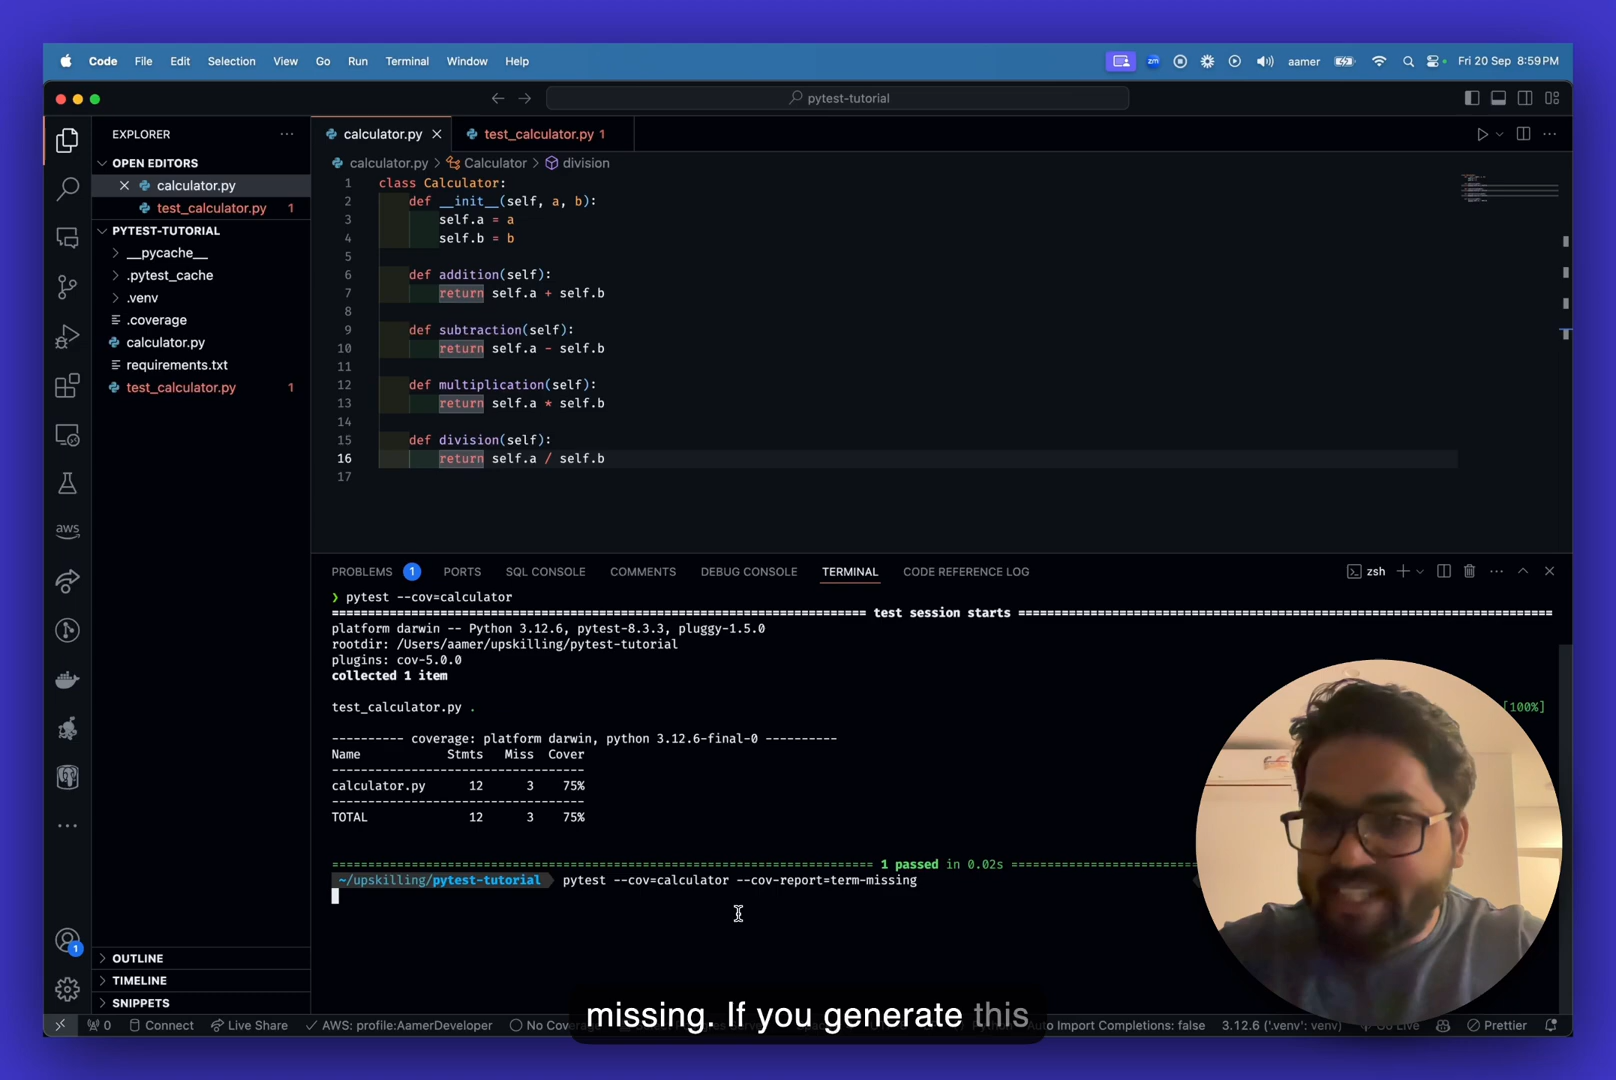 Code File Edit Selection View Go Run Terminal Window Help zm aamer Fri 20 Sep 8:59 PM
pytest-tutorial
EXPLORER
calculator.py
test_calculator.py 1
OPEN EDITORS
calculator.py
test_calculator.py 1
PYTEST-TUTORIAL
__pycache__
.pytest_cache
.venv
.coverage
calculator.py
requirements.txt
test_calculator.py 1
OUTLINE
TIMELINE
SNIPPETS
aws
1
calculator.py > Calculator > division
1 class Calculator:
2 def __init__(self, a, b):
3 self.a = a
4 self.b = b
5
6 def addition(self):
7 return self.a + self.b
8
9 def subtraction(self):
10 return self.a - self.b
11
12 def multiplication(self):
13 return self.a * self.b
14
15 def division(self):
16 return self.a / self.b
17
PROBLEMS 1 PORTS SQL CONSOLE COMMENTS DEBUG CONSOLE TERMINAL CODE REFERENCE LOG zsh
❯ pytest --cov=calculator
test session starts
platform darwin -- Python 3.12.6, pytest-8.3.3, pluggy-1.5.0
rootdir: /Users/aamer/upskilling/pytest-tutorial
plugins: cov-5.0.0
collected 1 item
test_calculator.py . [100%]
---------- coverage: platform darwin, python 3.12.6-final-0 ----------
Name Stmts Miss Cover
-----------------------------------
calculator.py 12 3 75%
-----------------------------------
TOTAL 12 3 75%
1 passed in 0.02s
~/upskilling/pytest-tutorial pytest --cov=calculator --cov-report=term-missing
missing. If you generate this
0 Connect Live Share AWS: profile:AamerDeveloper No Auto Import Completions: false 3.12.6 ('.venv': venv) Go Live Prettier